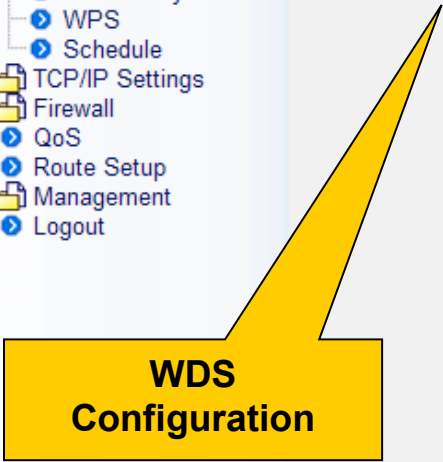 WPS
Schedule
TCP/IP Settings
Firewall
QoS
Route Setup
Management
Logout
WDS
Configuration